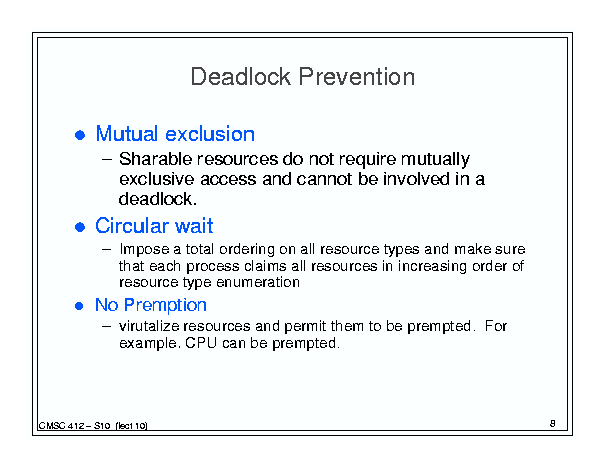 Deadlock Prevention
● Mutual exclusion
– Sharable resources do not require mutually
exclusive access and cannot be involved in a
deadlock.
● Circular wait
– Impose a total ordering on all resource types and make sure
that each process claims all resources in increasing order of
resource type enumeration
● No Premption
– virutalize resources and permit them to be prempted. For
example. CPU can be prempted.
CMSC 412 – S10 (lect 10)
8